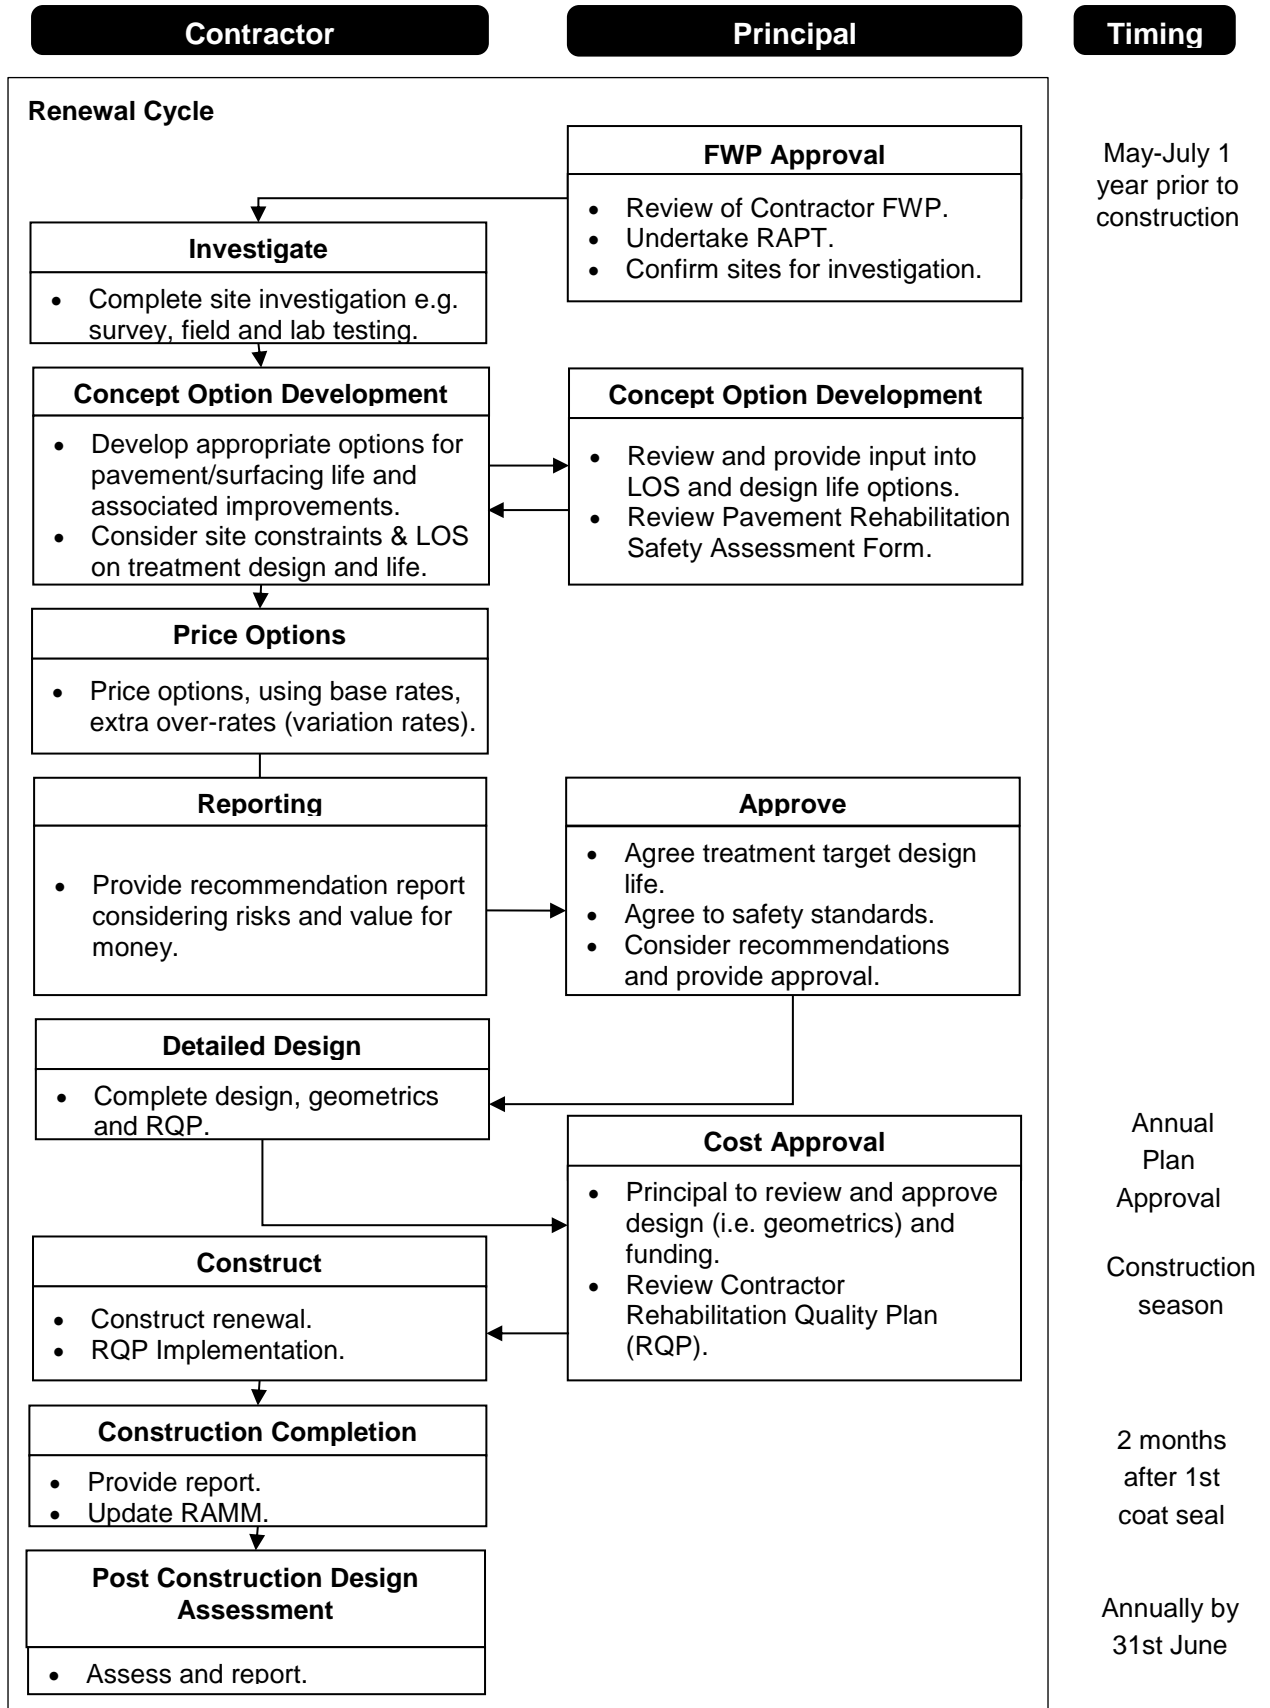 Contractor
Principal
Timing
Renewal Cycle
FWP Approval
• Review of Contractor FWP.
• Undertake RAPT.
• Confirm sites for investigation.
May-July 1
year prior to
construction
Investigate
• Complete site investigation e.g.
survey, field and lab testing.
Concept Option Development
• Develop appropriate options for
pavement/surfacing life and
associated improvements.
• Consider site constraints & LOS
on treatment design and life.
Concept Option Development
• Review and provide input into
LOS and design life options.
• Review Pavement Rehabilitation
Safety Assessment Form.
Price Options
• Price options, using base rates,
extra over-rates (variation rates).
Reporting
• Provide recommendation report
considering risks and value for
money.
Approve
• Agree treatment target design
life.
• Agree to safety standards.
• Consider recommendations
and provide approval.
Detailed Design
• Complete design, geometrics
and RQP.
Cost Approval
• Principal to review and approve
design (i.e. geometrics) and
funding.
• Review Contractor
Rehabilitation Quality Plan
(RQP).
Annual
Plan
Approval
Construct
• Construct renewal.
• RQP Implementation.
Construction
season
Construction Completion
• Provide report.
• Update RAMM.
2 months
after 1st
coat seal
Post Construction Design
Assessment
• Assess and report.
Annually by
31st June